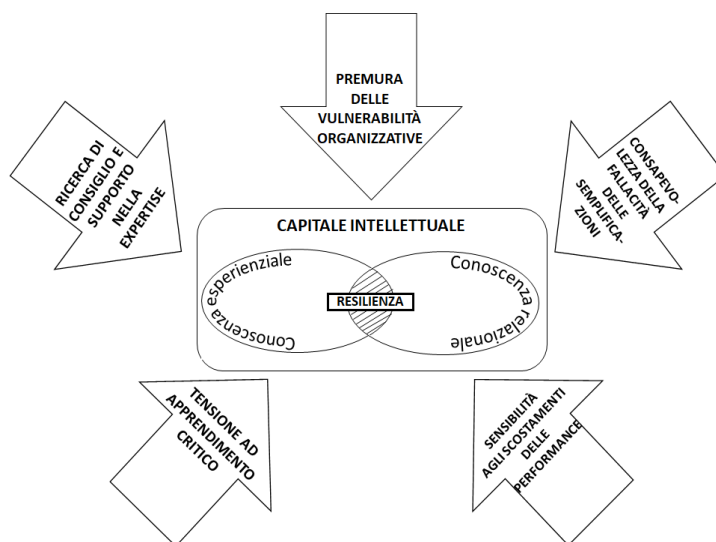 PREMURA
DELLE
VULNERABILITÀ
ORGANIZZATIVE
RICERCA DI
CONSIGLIO E
SUPPORTO
NELLA
EXPERTISE
CONSAPEVO-
LEZZA DELLA
FALLACITÀ
DELLE
SEMPLIFICA-
ZIONI
CAPITALE INTELLETTUALE
Conoscenza esperienziale
Conoscenza relazionale
RESILIENZA
TENSIONE AD
APPRENDIMENTO
CRITICO
SENSIBILITÀ
AGLI SCOSTAMENTI
DELLE
PERFORMANCE